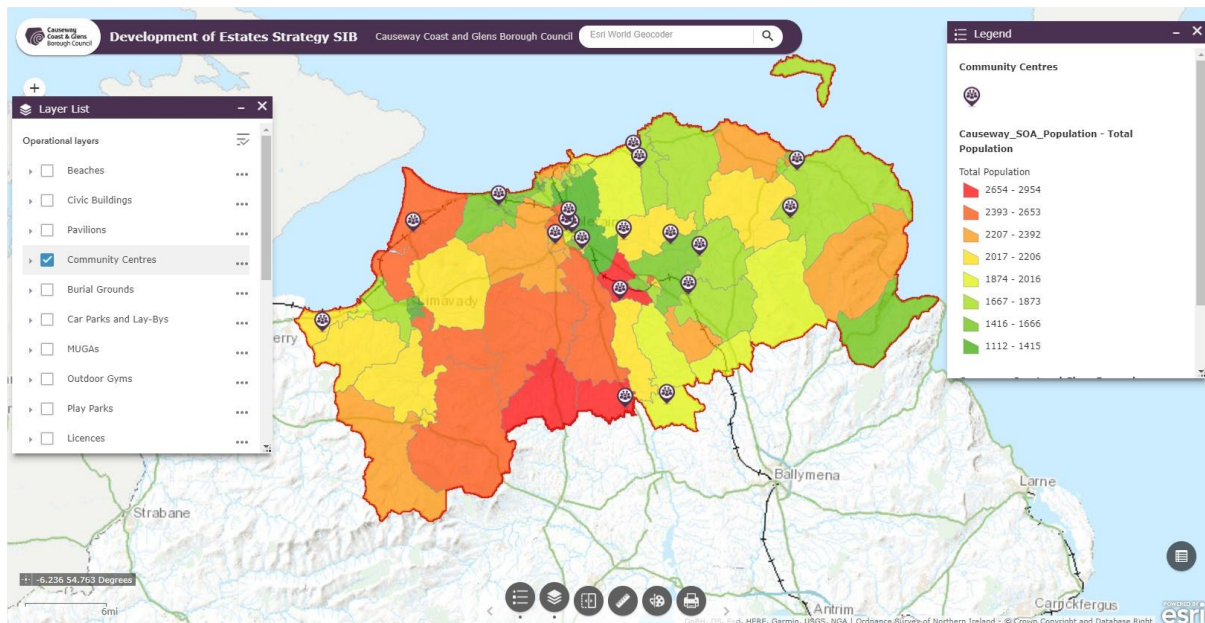 Causeway
Coast & Glens
Borough Council
Development of Estates Strategy SIB
Causeway Coast and Glens Borough Council
Esri World Geocoder
Legend
Community Centres
Causeway_SOA_Population - Total
Population
Total Population
2654 - 2954
2393 - 2653
2207 - 2392
2017 - 2206
1874 - 2016
1667 - 1873
1416 - 1666
1112 - 1415
Layer List
Operational layers
Beaches
Civic Buildings
Pavilions
Community Centres
Burial Grounds
Car Parks and Lay-Bys
MUGAs
Outdoor Gyms
Play Parks
Licences
Limavady
erry
Ballymena
Larne
Strabane
Antrim
Carrickfergus
-6.236 54.763 Degrees
6mi
HERE, Garmin, USGS, NGA | Ordnance Survey of Northern Ireland - © Crown Copyright and Database Right
POWERED BY
esri